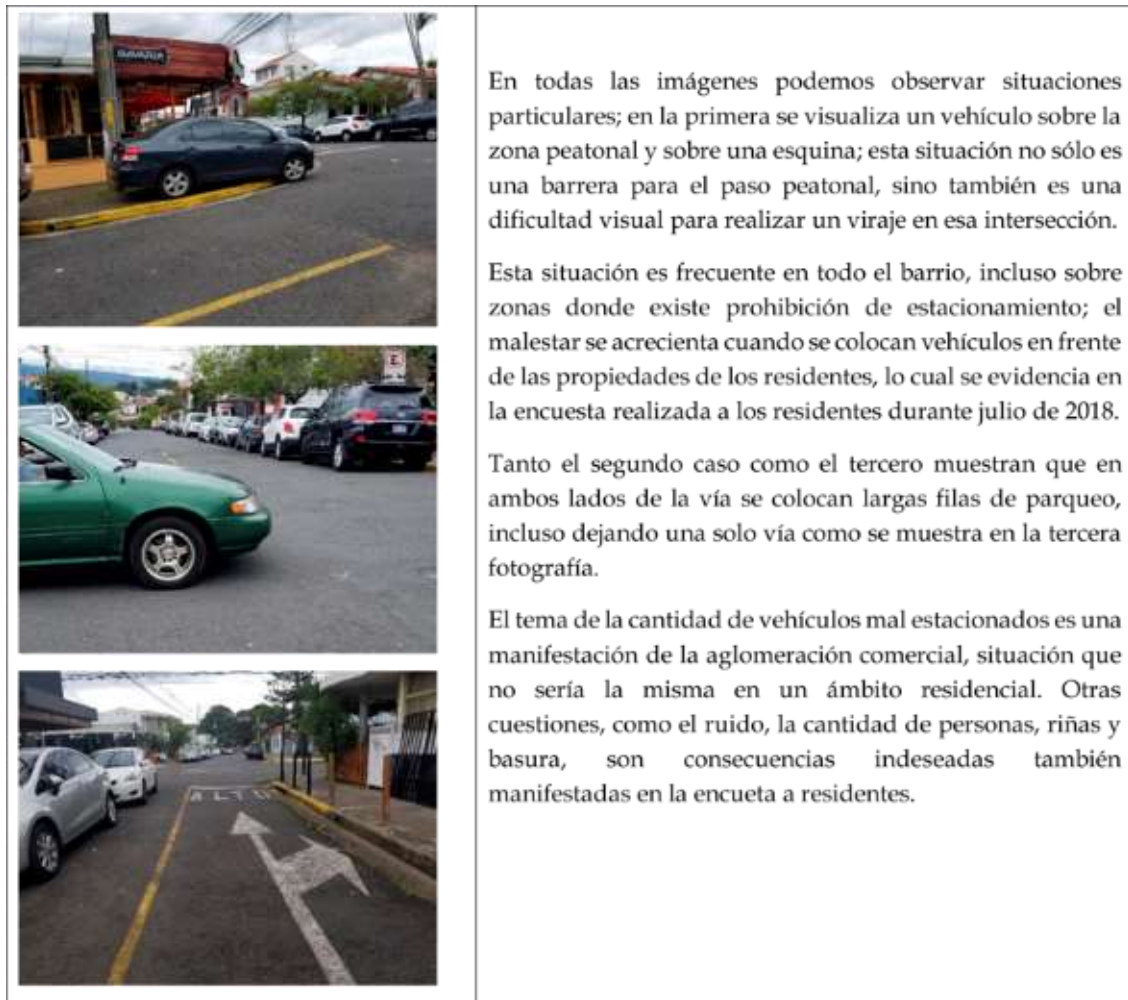 BAVARIA
E
ALTO
En todas las imágenes podemos observar situaciones
particulares; en la primera se visualiza un vehículo sobre la
zona peatonal y sobre una esquina; esta situación no sólo es
una barrera para el paso peatonal, sino también es una
dificultad visual para realizar un viraje en esa intersección.
Esta situación es frecuente en todo el barrio, incluso sobre
zonas donde existe prohibición de estacionamiento; el
malestar se acrecienta cuando se colocan vehículos en frente
de las propiedades de los residentes, lo cual se evidencia en
la encuesta realizada a los residentes durante julio de 2018.
Tanto el segundo caso como el tercero muestran que en
ambos lados de la vía se colocan largas filas de parqueo,
incluso dejando una solo vía como se muestra en la tercera
fotografía.
El tema de la cantidad de vehículos mal estacionados es una
manifestación de la aglomeración comercial, situación que
no sería la misma en un ámbito residencial. Otras
cuestiones, como el ruido, la cantidad de personas, riñas y
basura, son consecuencias indeseadas también
manifestadas en la encueta a residentes.